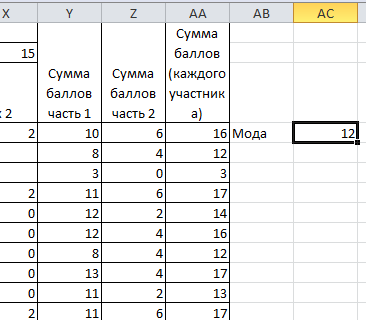 X Y Z AA AB AC
15
Сумма баллов часть 1
Сумма баллов часть 2
Сумма баллов (каждого участник а)
2
2 10 6 16 Мода 12
8 4 12
3 0 3
2 11 6 17
0 12 2 14
0 12 4 16
0 8 4 12
0 13 4 17
0 11 2 13
2 11 6 17